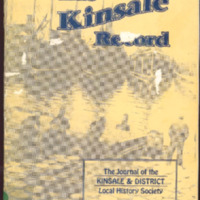 Kinsale
Record
The Journal of the
KINSALE & DISTRICT
Local History Society